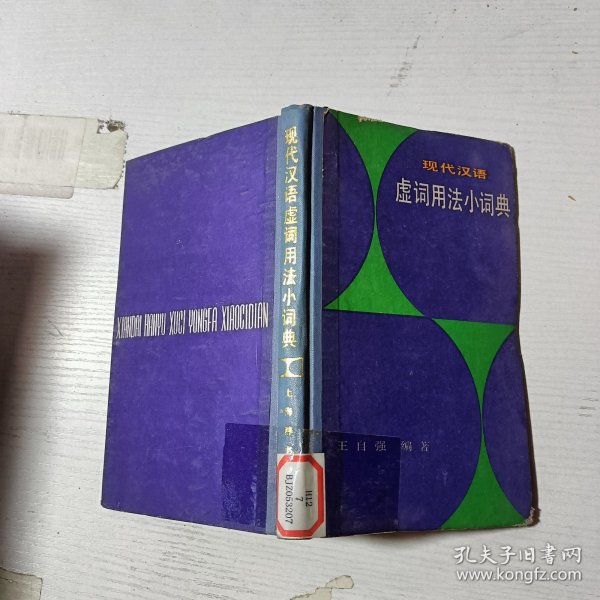 现代汉语
虚词用法小词典
王自强 编著
现代汉语虚词用法小词典
上海辞
XIANDAI HANYU XUCI YONGFA XIAOCIDIAN
H12
7
BJ2053207
孔夫子旧书网
www.kongfz.com